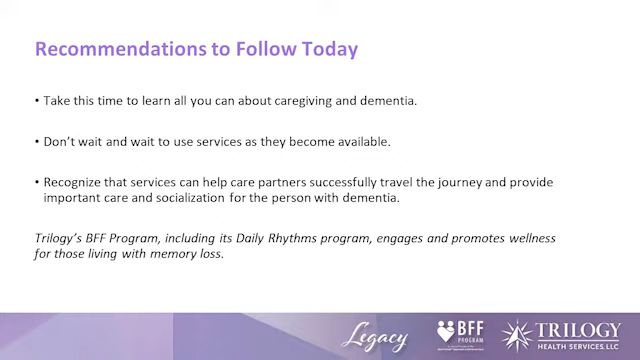 Recommendations to Follow Today
• Take this time to learn all you can about caregiving and dementia.
• Don’t wait and wait to use services as they become available.
• Recognize that services can help care partners successfully travel the journey and provide
important care and socialization for the person with dementia.
Trilogy’s BFF Program, including its Daily Rhythms program, engages and promotes wellness
for those living with memory loss.
Legacy
BFF
PROGRAM
TRILOGY
HEALTH SERVICES, LLC